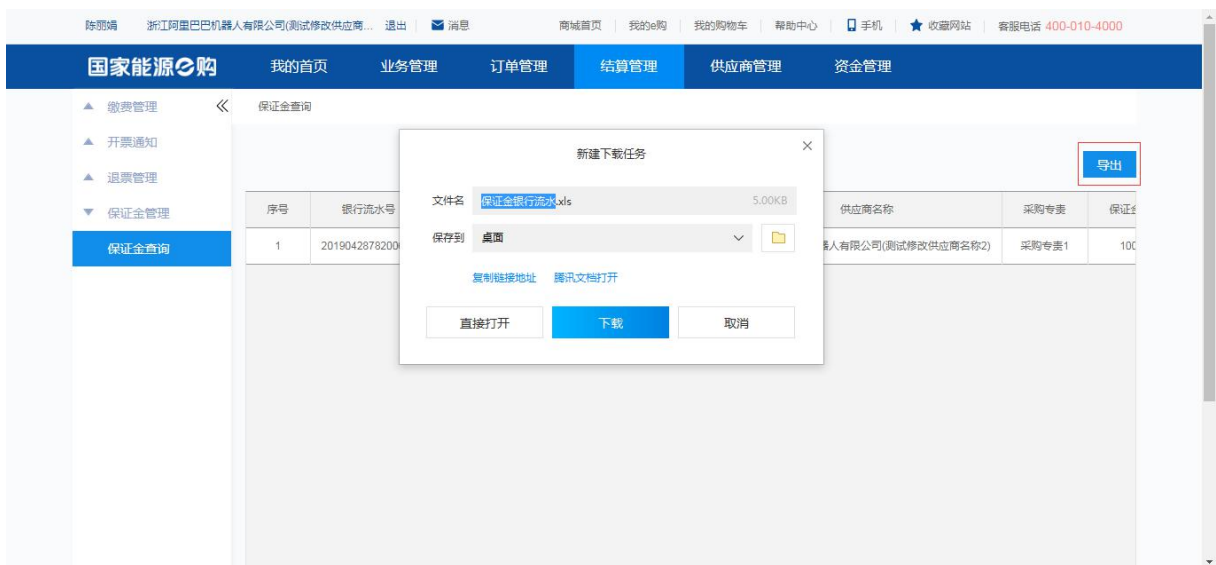 陈丽娟 浙江阿里巴巴机器人有限公司(测试修改供应商... 退出 消息 商城首页 我的e购 我的购物车 帮助中心 手机 收藏网站 客服电话 400-010-4000
国家能源e购 我的首页 业务管理 订单管理 结算管理 供应商管理 资金管理
缴费管理
保证金查询
开票通知
新建下载任务
导出
退票管理
文件名 保证金银行流水.xls 5.00KB
保证金管理
序号 银行流水号 供应商名称 采购专责 保证金
保存到 桌面
保证金查询
1 2019042878200 器人有限公司(测试修改供应商名称2) 采购专责1 100
复制链接地址 腾讯文档打开
直接打开 下载 取消